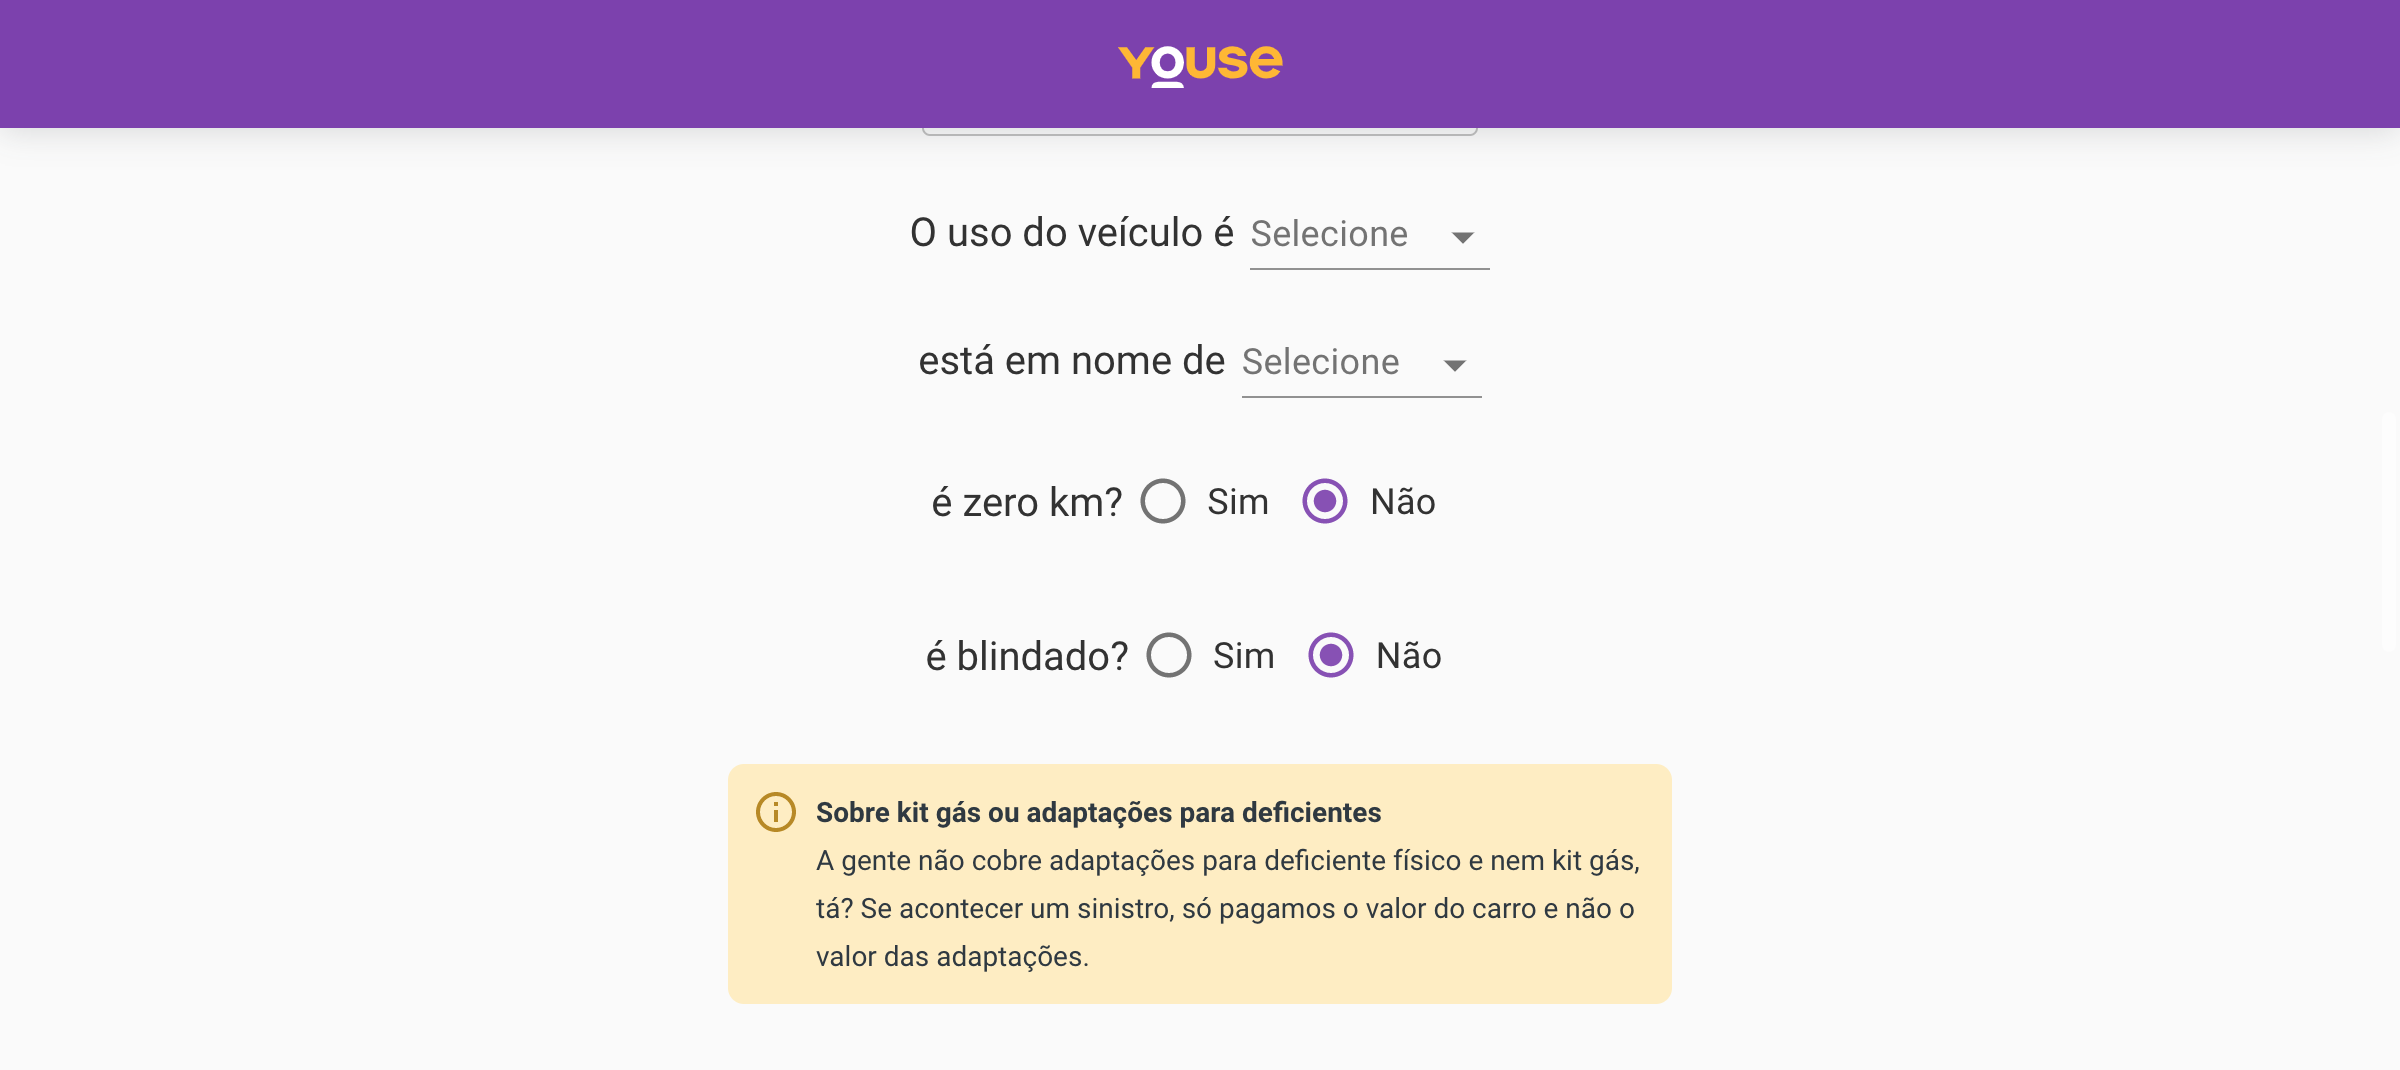 YOUSE
O uso do veículo é Selecione
está em nome de Selecione
é zero km? Sim Não
é blindado? Sim Não
Sobre kit gás ou adaptações para deficientes
A gente não cobre adaptações para deficiente físico e nem kit gás,
tá? Se acontecer um sinistro, só pagamos o valor do carro e não o
valor das adaptações.